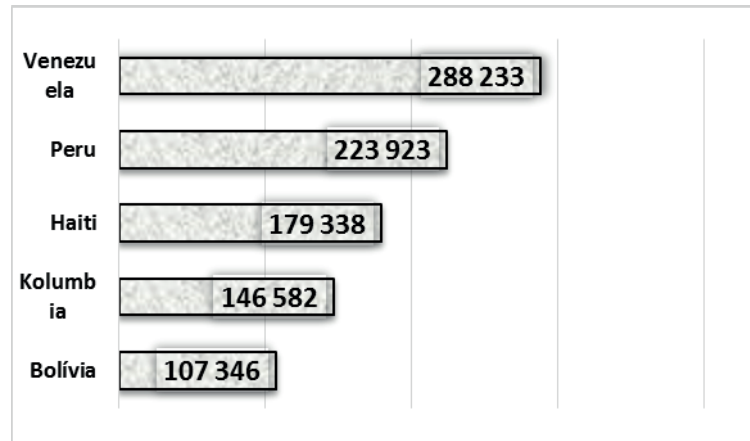 Venezu
ela
288 233
Peru
223 923
Haiti
179 338
Kolumb
ia
146 582
Bolívia
107 346